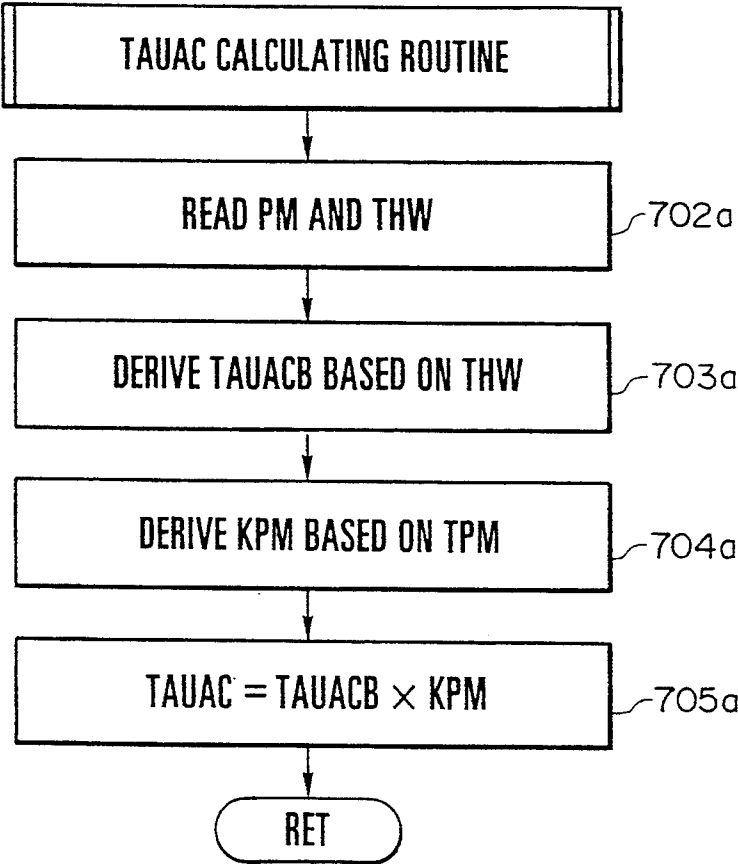 TAUAC CALCULATING ROUTINE
READ PM AND THW
702a
DERIVE TAUACB BASED ON THW
703a
DERIVE KPM BASED ON TPM
704a
TAUAC = TAUACB × KPM
705a
RET